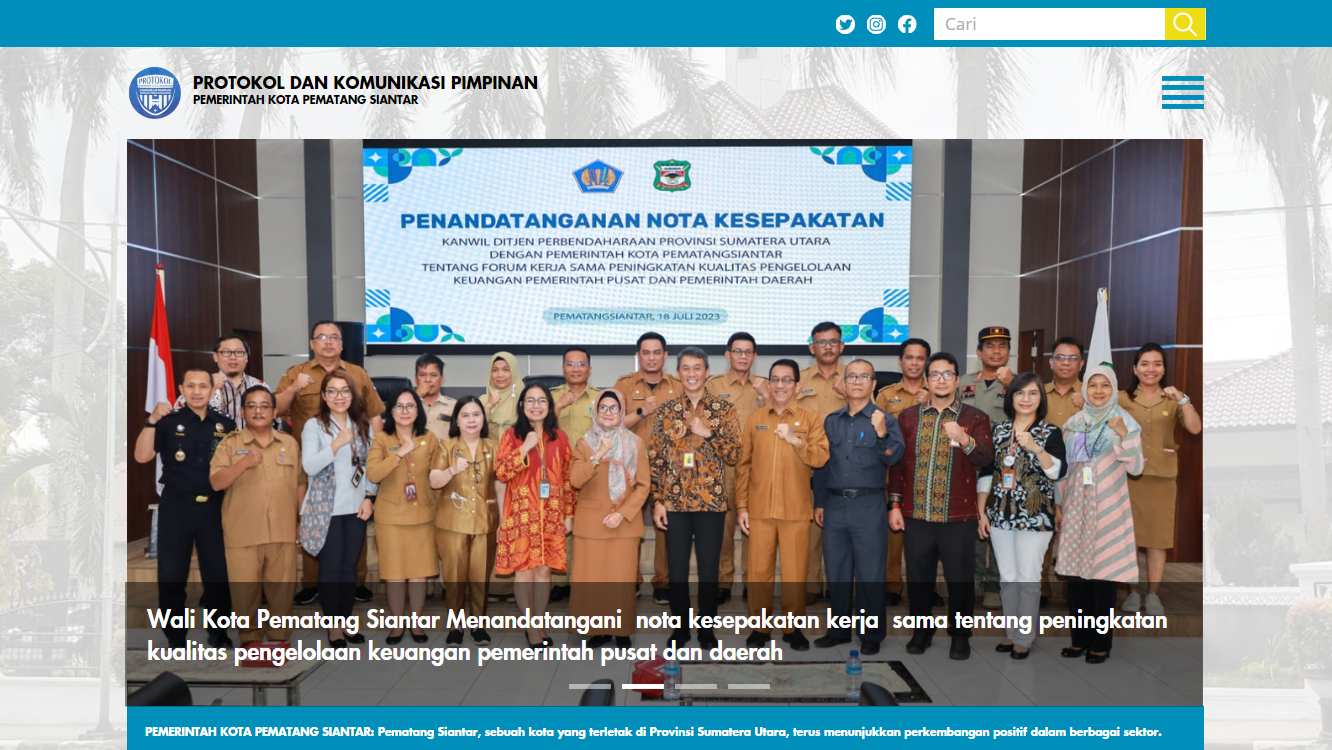 Cari
PROTOKOL
PROTOKOL DAN KOMUNIKASI PIMPINAN
PEMERINTAH KOTA PEMATANG SIANTAR
PENANDATANGANAN NOTA KESEPAKATAN
KANWIL DITJEN PERBENDAHARAAN PROVINSI SUMATERA UTARA
DENGAN PEMERINTAH KOTA PEMATANGSIANTAR
TENTANG FORUM KERJA SAMA PENINGKATAN KUALITAS PENGELOLAAN
KEUANGAN PEMERINTAH PUSAT DAN PEMERINTAH DAERAH
PEMATANGSIANTAR, 18 JULI 2023
Wali Kota Pematang Siantar Menandatangani nota kesepakatan kerja sama tentang peningkatan
kualitas pengelolaan keuangan pemerintah pusat dan daerah
PEMERINTAH KOTA PEMATANG SIANTAR: Pematang Siantar, sebuah kota yang terletak di Provinsi Sumatera Utara, terus menunjukkan perkembangan positif dalam berbagai sektor.